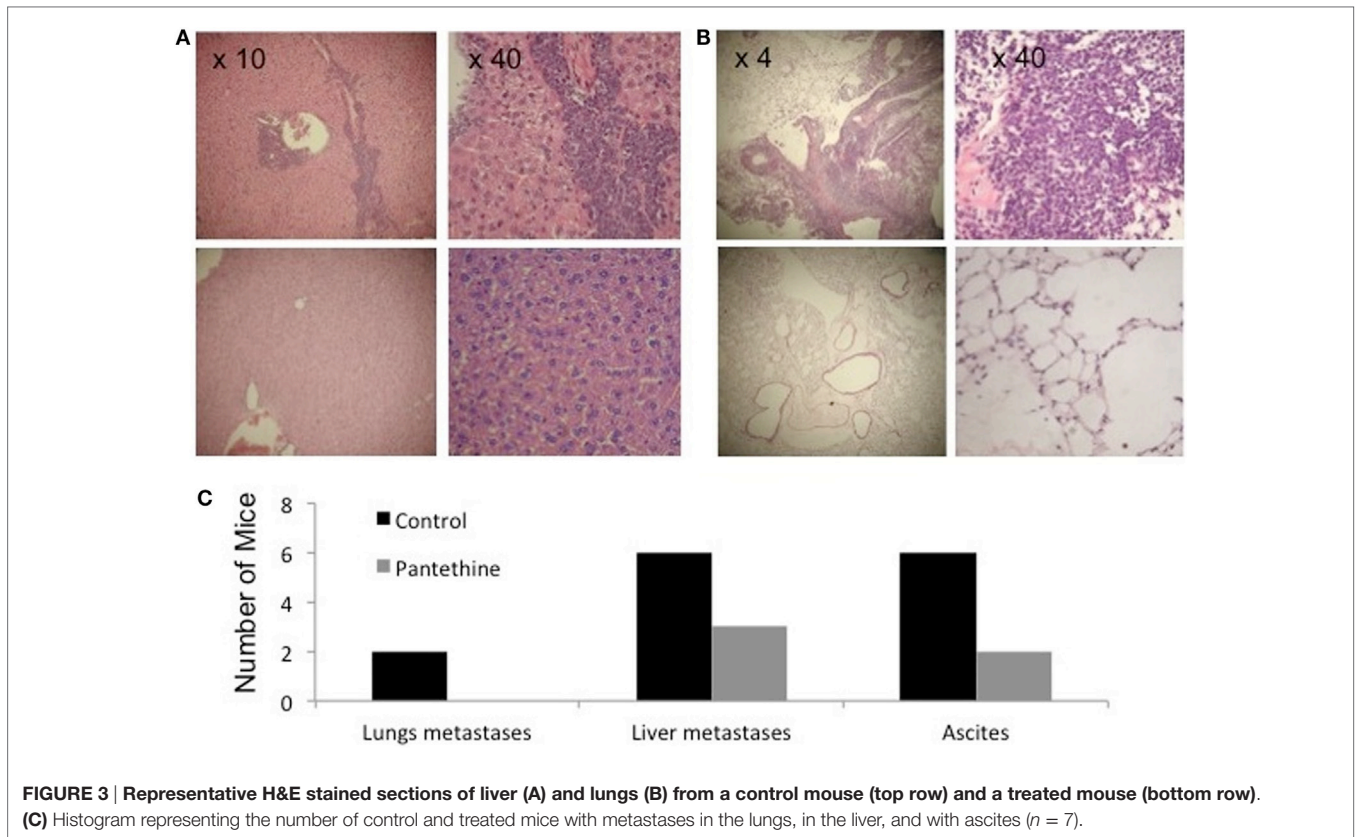 A
x 10
x 40
B
x 4
x 40
C
Number of Mice
8
6
4
2
0
Control
Pantethine
Lungs metastases
Liver metastases
Ascites
FIGURE 3 | Representative H&E stained sections of liver (A) and lungs (B) from a control mouse (top row) and a treated mouse (bottom row).
(C) Histogram representing the number of control and treated mice with metastases in the lungs, in the liver, and with ascites (n = 7).